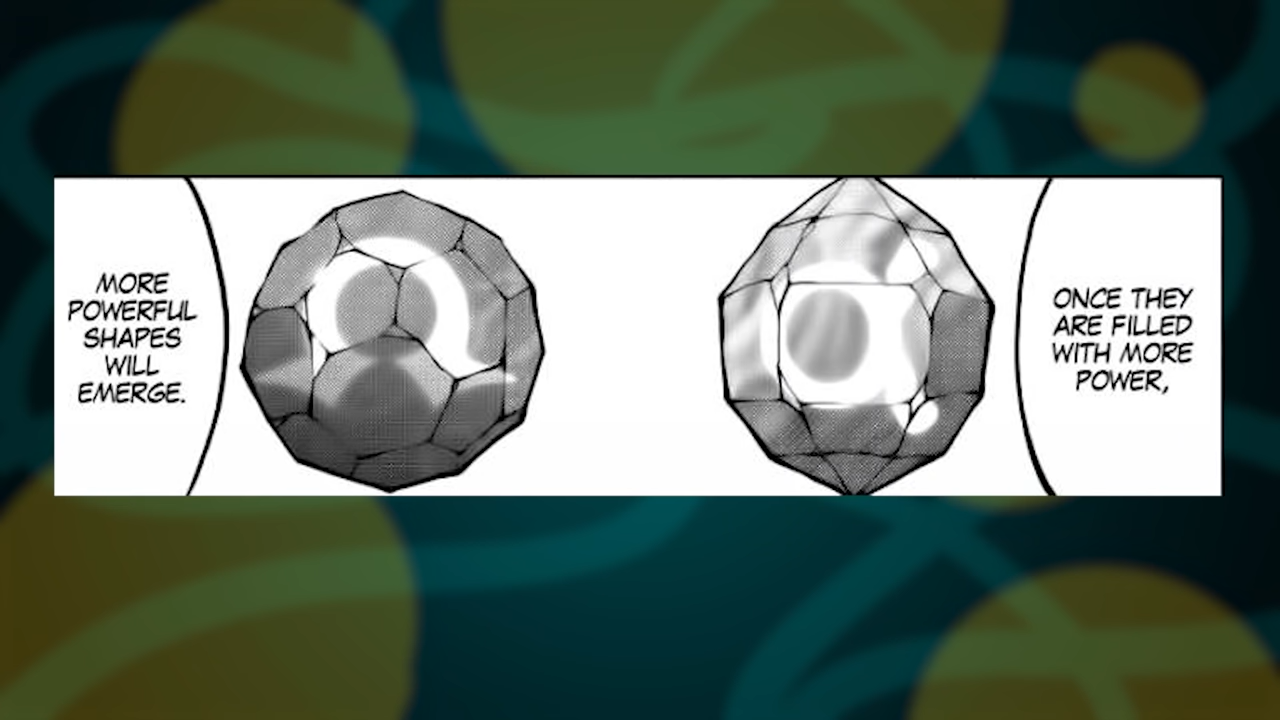 ONCE THEY
ARE FILLED
WITH MORE
POWER,
MORE
POWERFUL
SHAPES
WILL
EMERGE.